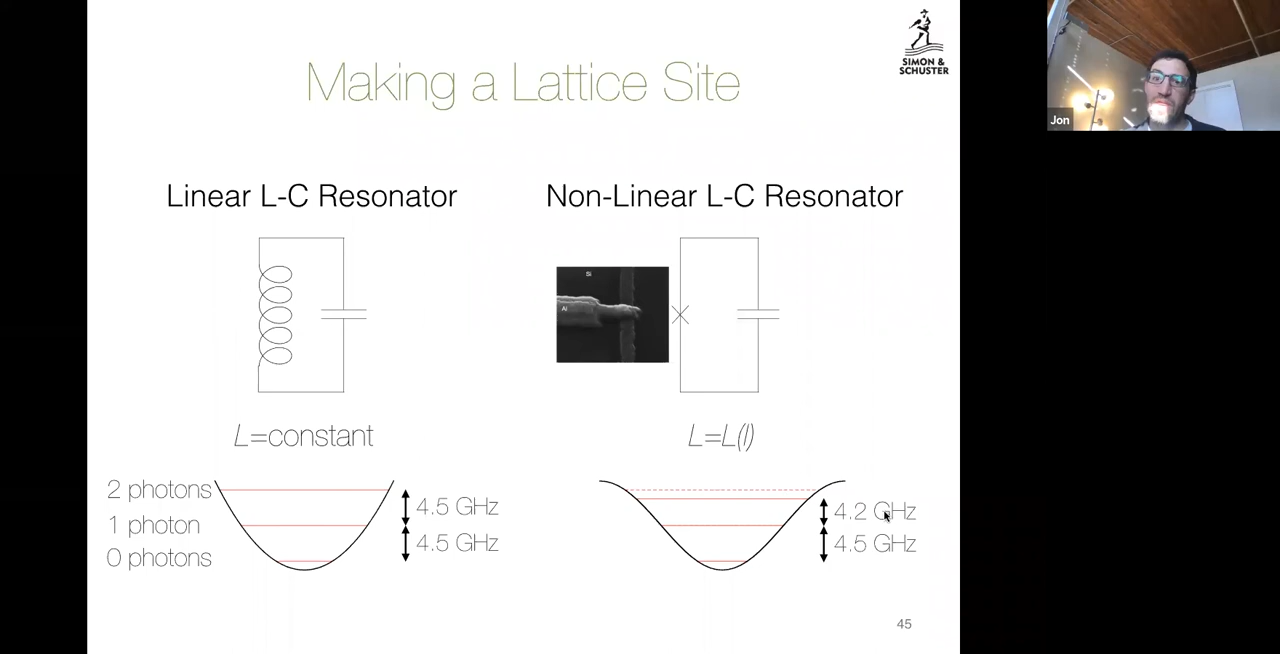 SIMON &
SCHUSTER
Making a Lattice Site
Jon
Linear L-C Resonator
Non-Linear L-C Resonator
Si
Al
L=constant
L=L(I)
2 photons
1 photon
0 photons
4.5 GHz
4.5 GHz
4.2 GHz
4.5 GHz
45